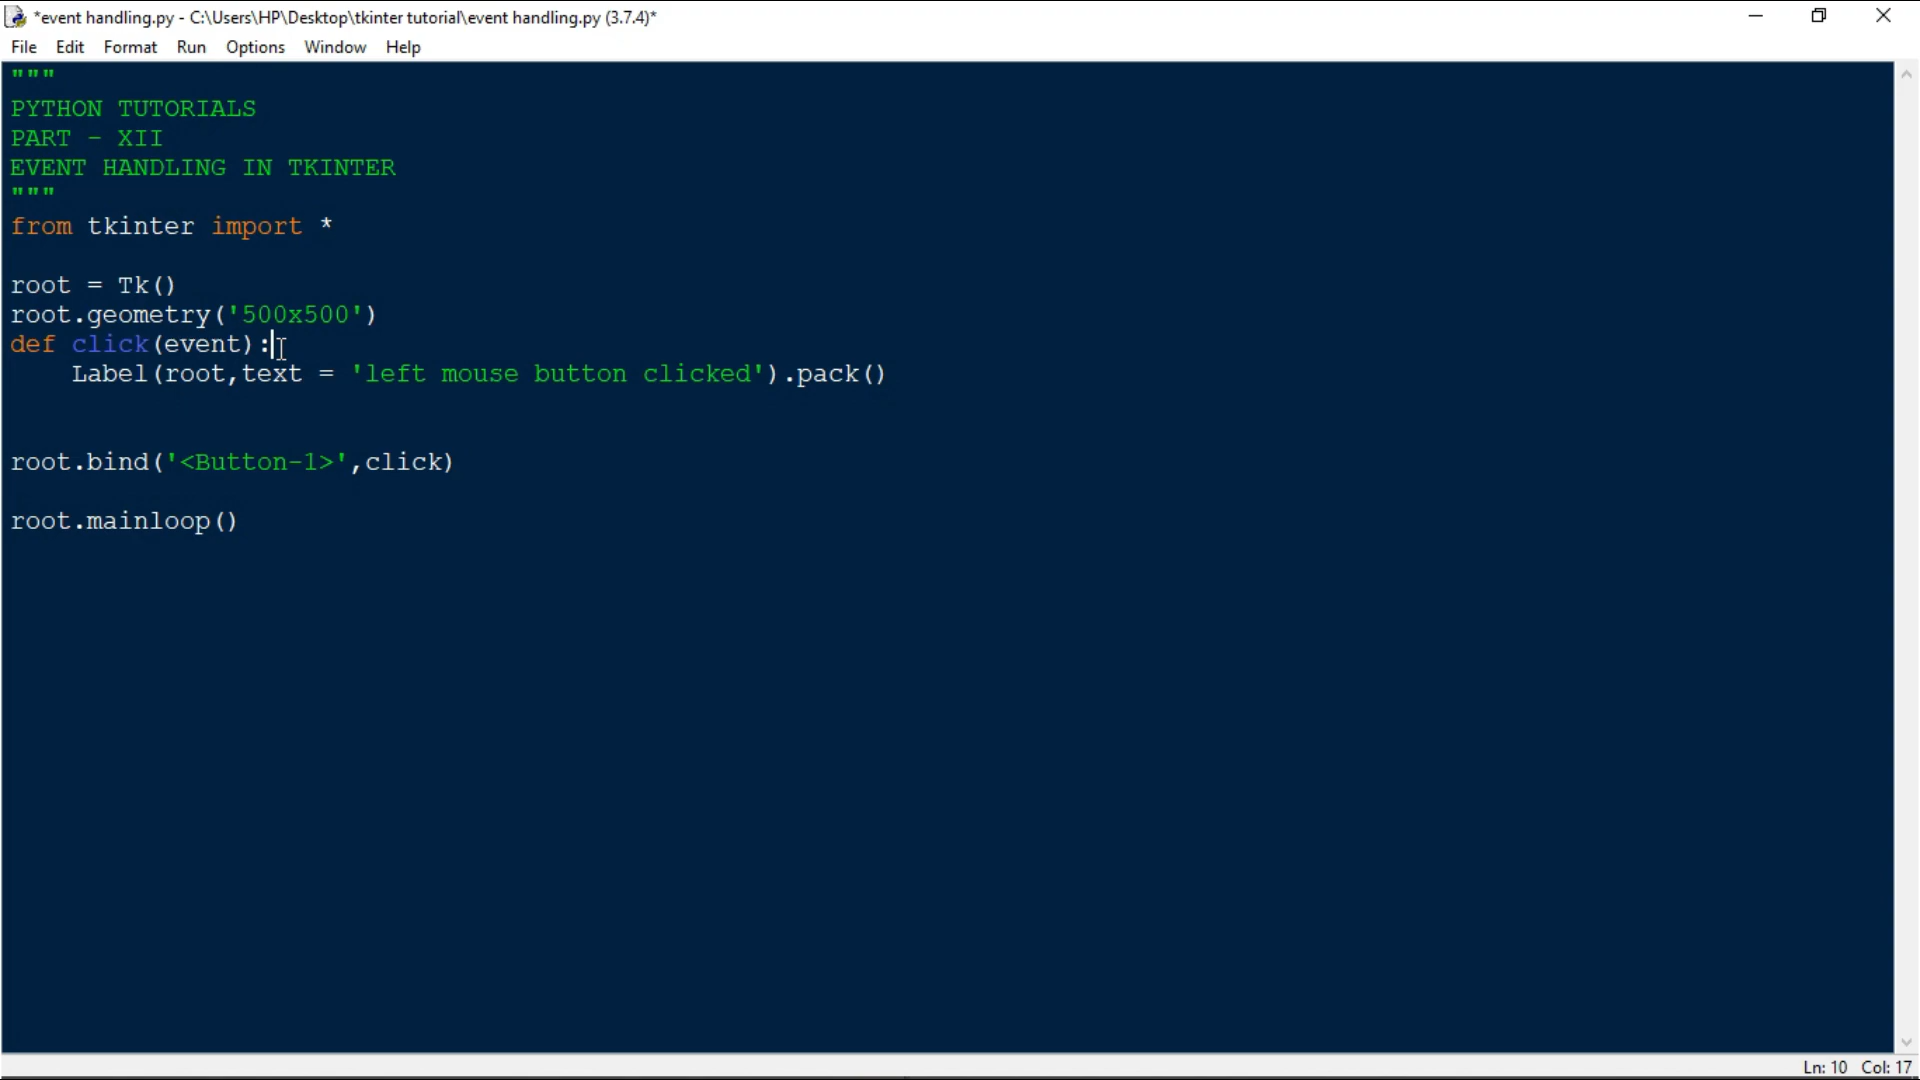 *event handling.py - C:\Users\HP\Desktop\tkinter tutorial\event handling.py (3.7.4)*
File Edit Format Run Options Window Help
"""
PYTHON TUTORIALS
PART - XII
EVENT HANDLING IN TKINTER
"""
from tkinter import *
root = Tk()
root.geometry('500x500')
def click(event):
    Label(root,text = 'left mouse button clicked').pack()
root.bind('<Button-1>',click)
root.mainloop()
Ln: 10 Col: 17